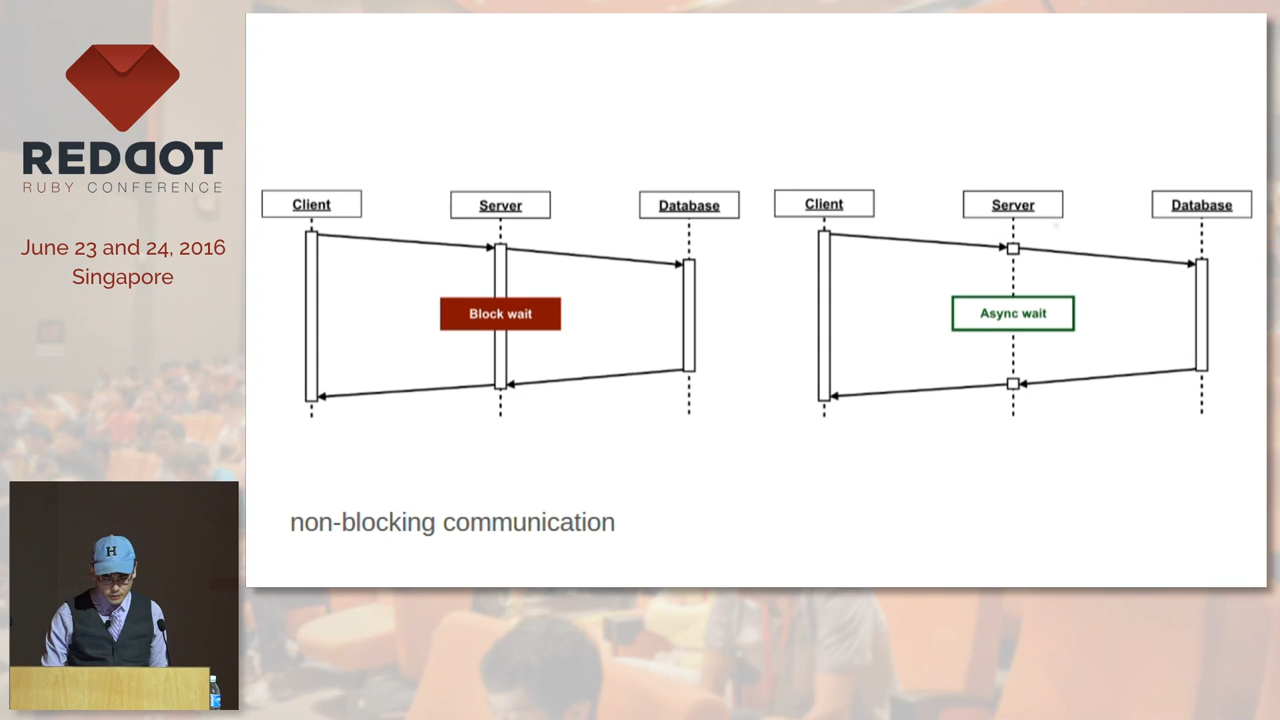 REDDOT
RUBY CONFERENCE
June 23 and 24, 2016
Singapore
Client
Server
Database
Block wait
Client
Server
Database
Async wait
non-blocking communication
H